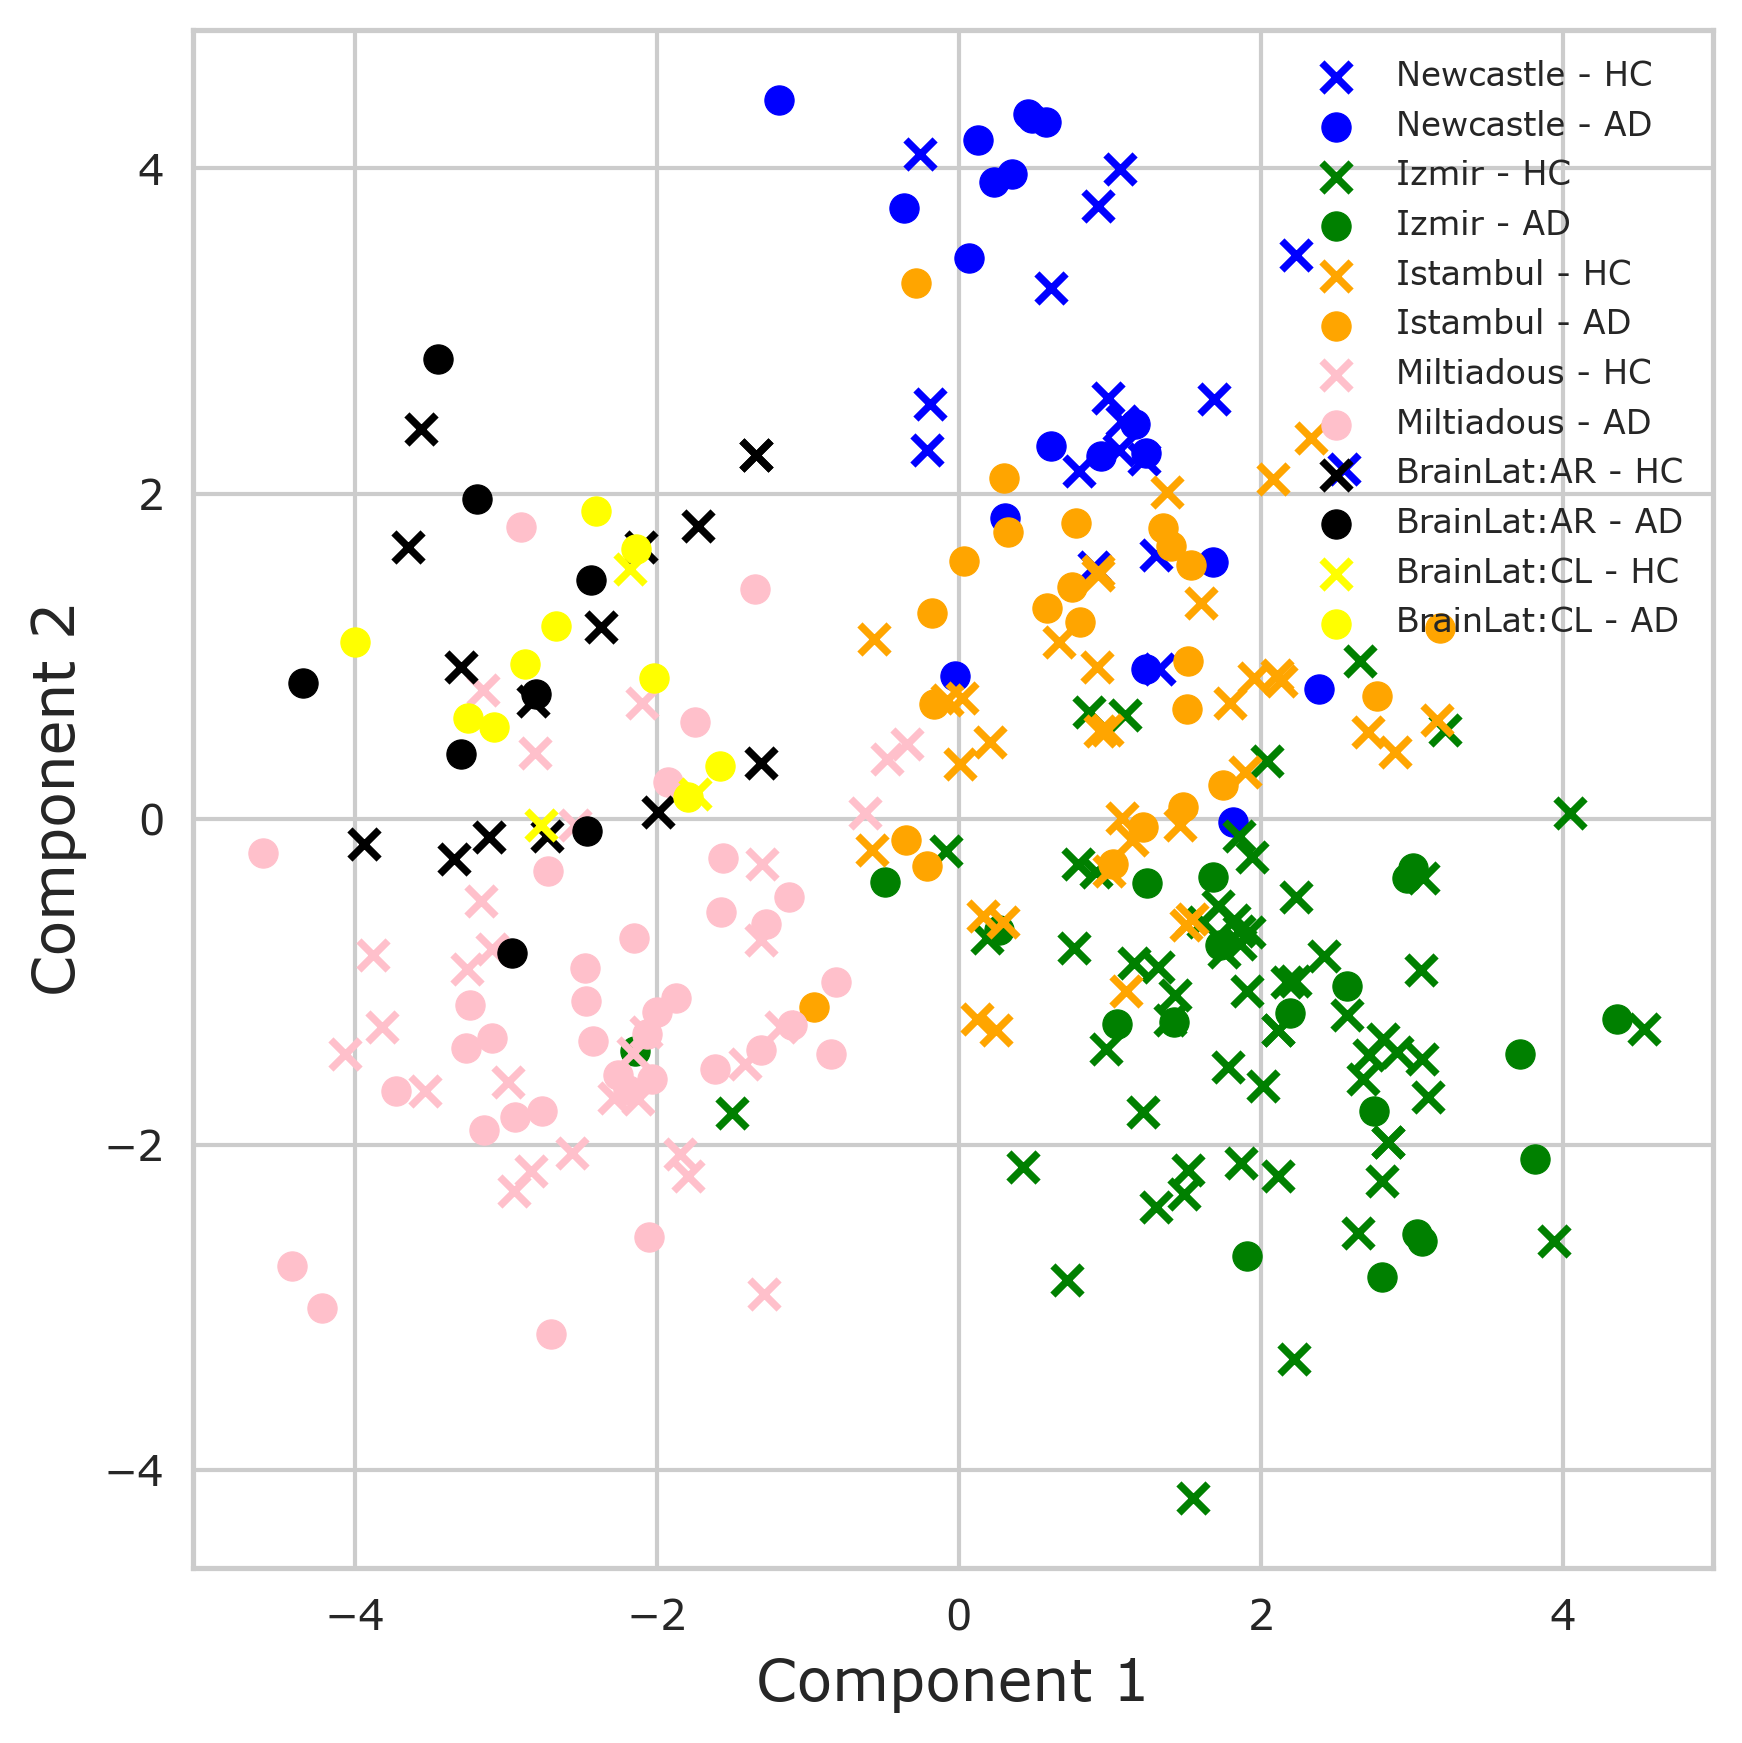 Newcastle - HC
Newcastle - AD
Izmir - HC
Izmir - AD
Istambul - HC
Istambul - AD
Miltiadous - HC
Miltiadous - AD
BrainLat:AR - HC
BrainLat:AR - AD
BrainLat:CL - HC
BrainLat:CL - AD
4
2
0
−2
−4
Component 2
−4
−2
0
2
4
Component 1